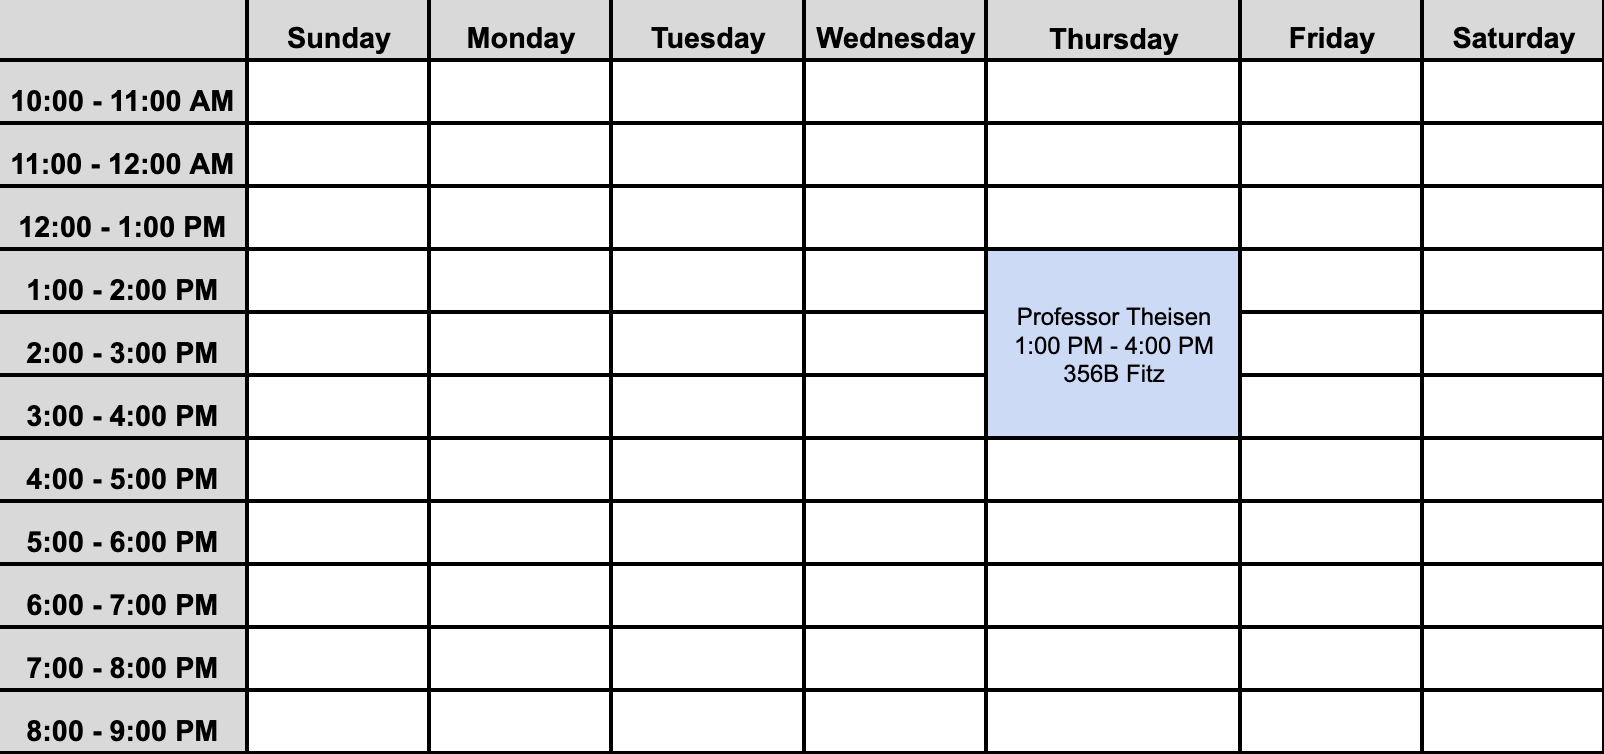 Sunday Monday Tuesday Wednesday Thursday Friday Saturday
10:00 - 11:00 AM
11:00 - 12:00 AM
12:00 - 1:00 PM
1:00 - 2:00 PM
Professor Theisen
1:00 PM - 4:00 PM
356B Fitz
2:00 - 3:00 PM
3:00 - 4:00 PM
4:00 - 5:00 PM
5:00 - 6:00 PM
6:00 - 7:00 PM
7:00 - 8:00 PM
8:00 - 9:00 PM